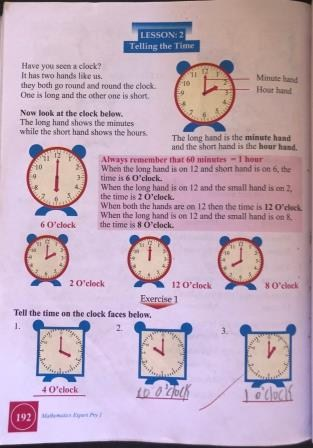 LESSON: 2
Telling the Time
Have you seen a clock?
It has two hands like us.
they both go round and round the clock.
One is long and the other one is short.
Minute hand
Hour hand
Now look at the clock below.
The long hand shows the minutes
while the short hand shows the hours.
The long hand is the minute hand
and the short hand is the hour hand.
Always remember that 60 minutes = 1 hour
When the long hand is on 12 and short hand is on 6, the
time is 6 O'clock.
When the long hand is on 12 and the small hand is on 2,
the time is 2 O'clock.
When both the hands are on 12 then the time is 12 O'clock.
When the long hand is on 12 and the small hand is on 8,
the time is 8 O'clock.
6 O'clock
2 O'clock
12 O'clock
8 O'clock
Exercise 1
Tell the time on the clock faces below.
1.
2.
3.
4 O'clock
10 o'clock
1 o'clock
192
Mathematics Expert Pry 1